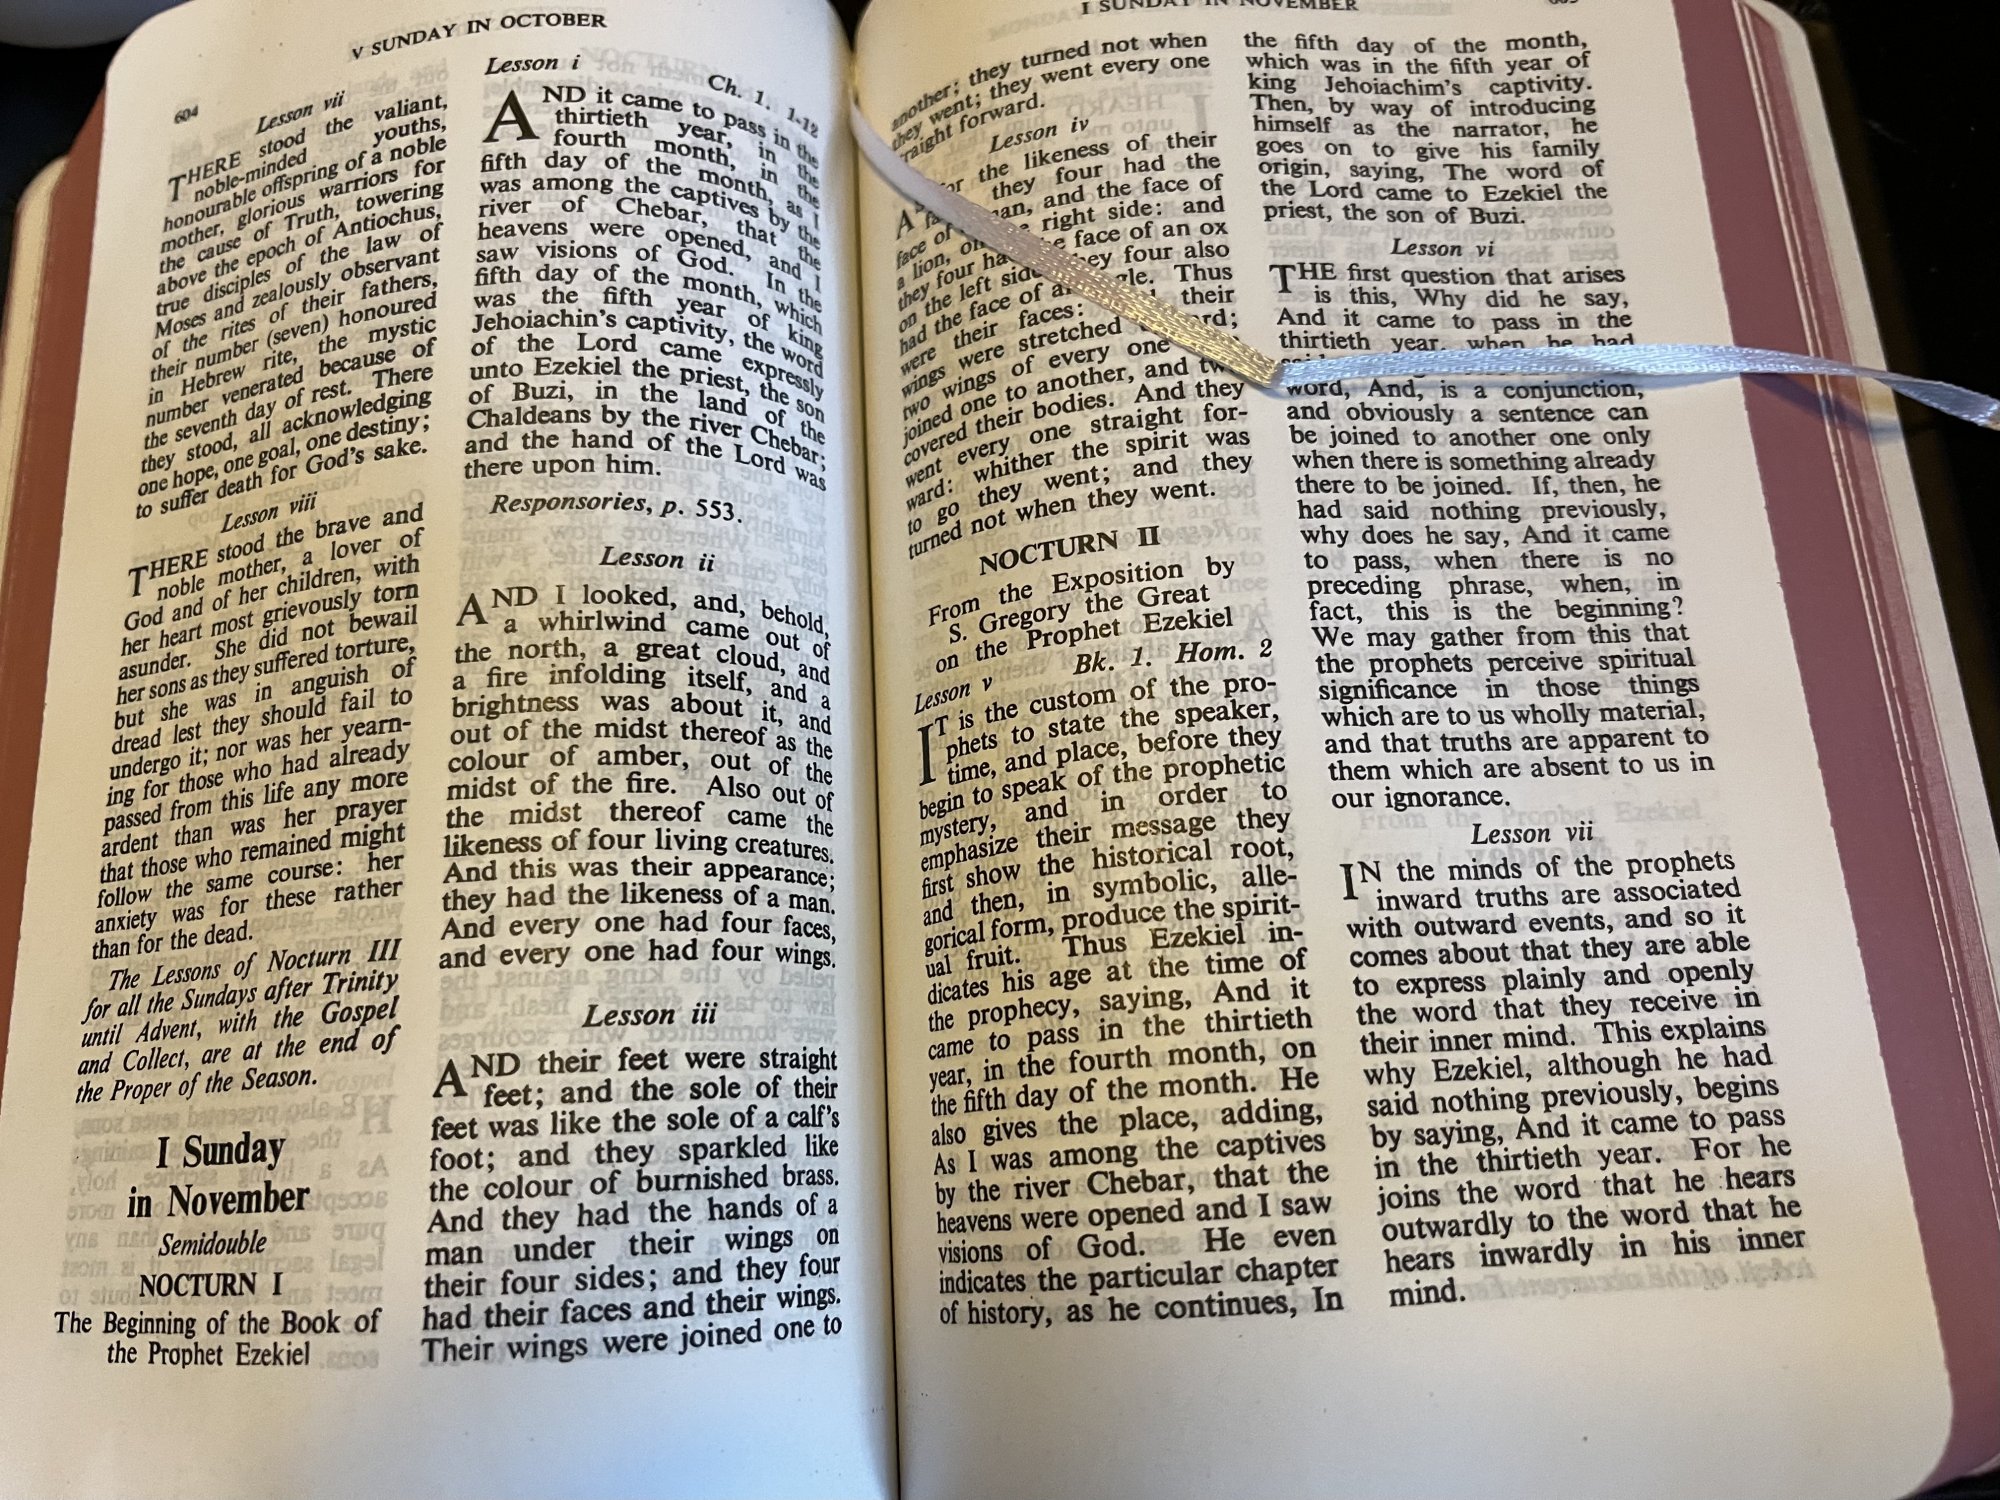 V SUNDAY IN OCTOBER
604
Lesson vii
THERE stood the valiant,
noble-minded youths,
honourable offspring of a noble
mother, glorious warriors for
the cause of Truth, towering
above the epoch of Antiochus,
true disciples of the law of
Moses and zealously observant
of the rites of their fathers,
their number (seven) honoured
in Hebrew rite, the mystic
number venerated because of
the seventh day of rest. There
they stood, all acknowledging
one hope, one goal, one destiny;
to suffer death for God's sake.
Lesson viii
THERE stood the brave and
noble mother, a lover of
God and of her children, with
her heart most grievously torn
asunder. She did not bewail
her sons as they suffered torture,
but she was in anguish of
dread lest they should fail to
undergo it; nor was her yearn-
ing for those who had already
passed from this life any more
ardent than was her prayer
that those who remained might
follow the same course: her
anxiety was for these rather
than for the dead.
The Lessons of Nocturn III
for all the Sundays after Trinity
until Advent, with the Gospel
and Collect, are at the end of
the Proper of the Season.
I Sunday
in November
Semidouble
NOCTURN I
The Beginning of the Book of
the Prophet Ezekiel
Lesson i
Ch. 1. 1-12
AND it came to pass in the
thirtieth year, in the
fourth month, in the
fifth day of the month, as I
was among the captives by the
river of Chebar, that the
heavens were opened, and I
saw visions of God. In the
fifth day of the month, which
was the fifth year of king
Jehoiachin's captivity, the word
of the Lord came expressly
unto Ezekiel the priest, the son
of Buzi, in the land of the
Chaldeans by the river Chebar;
and the hand of the Lord was
there upon him.
Responsories, p. 553.
Lesson ii
AND I looked, and, behold,
a whirlwind came out of
the north, a great cloud, and
a fire infolding itself, and a
brightness was about it, and
out of the midst thereof as the
colour of amber, out of the
midst of the fire. Also out of
the midst thereof came the
likeness of four living creatures.
And this was their appearance;
they had the likeness of a man.
And every one had four faces,
and every one had four wings.
Lesson iii
AND their feet were straight
feet; and the sole of their
feet was like the sole of a calf's
foot; and they sparkled like
the colour of burnished brass.
And they had the hands of a
man under their wings on
their four sides; and they four
had their faces and their wings.
Their wings were joined one to
I SUNDAY IN NOVEMBER
another; they turned not when
they went; they went every one
raight forward.
Lesson iv
the likeness of their
they four had the
face of man, and the face of
a lion, on right side: and
they four ha face of an ox
on the left side they four also
had the face of an Thus
were their faces: their
wings were stretched
two wings of every one
joined one to another, and two
covered their bodies. And they
went every one straight for-
ward: whither the spirit was
to go they went; and they
turned not when they went.
NOCTURN II
From the Exposition by
S. Gregory the Great
on the Prophet Ezekiel
Bk. 1. Hom. 2
Lesson v
IT is the custom of the pro-
phets to state the speaker,
time, and place, before they
begin to speak of the prophetic
mystery, and in order to
emphasize their message they
first show the historical root,
and then, in symbolic, alle-
gorical form, produce the spirit-
ual fruit. Thus Ezekiel in-
dicates his age at the time of
the prophecy, saying, And it
came to pass in the thirtieth
year, in the fourth month, on
the fifth day of the month. He
also gives the place, adding,
As I was among the captives
by the river Chebar, that the
heavens were opened and I saw
visions of God. He even
indicates the particular chapter
of history, as he continues, In
the fifth day of the month,
which was in the fifth year of
king Jehoiachim's captivity.
Then, by way of introducing
himself as the narrator, he
goes on to give his family
origin, saying, The word of
the Lord came to Ezekiel the
priest, the son of Buzi.
Lesson vi
THE first question that arises
is this, Why did he say,
And it came to pass in the
thirtieth year, when he had
word, And, is a conjunction,
and obviously a sentence can
be joined to another one only
when there is something already
there to be joined. If, then, he
had said nothing previously,
why does he say, And it came
to pass, when there is no
preceding phrase, when, in
fact, this is the beginning?
We may gather from this that
the prophets perceive spiritual
significance in those things
which are to us wholly material,
and that truths are apparent to
them which are absent to us in
our ignorance.
Lesson vii
IN the minds of the prophets
inward truths are associated
with outward events, and so it
comes about that they are able
to express plainly and openly
the word that they receive in
their inner mind. This explains
why Ezekiel, although he had
said nothing previously, begins
by saying, And it came to pass
in the thirtieth year. For he
joins the word that he hears
outwardly to the word that he
hears inwardly in his inner
mind.